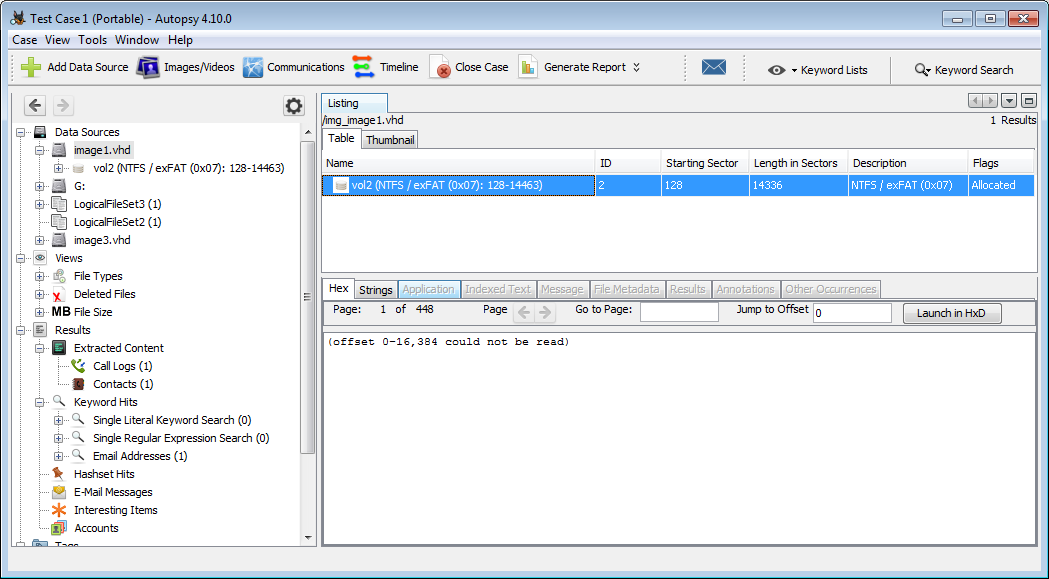 Test Case 1 (Portable) - Autopsy 4.10.0
Case View Tools Window Help
Add Data Source Images/Videos Communications Timeline Close Case Generate Report Keyword Lists Keyword Search
Data Sources
image1.vhd
vol2 (NTFS / exFAT (0x07): 128-14463)
G:
LogicalFileSet3 (1)
LogicalFileSet2 (1)
image3.vhd
Views
File Types
Deleted Files
MB File Size
Results
Extracted Content
Call Logs (1)
Contacts (1)
Keyword Hits
Single Literal Keyword Search (0)
Single Regular Expression Search (0)
Email Addresses (1)
Hashset Hits
E-Mail Messages
Interesting Items
Accounts
Tags
Listing
/img_image1.vhd 1 Results
Table Thumbnail
Name ID Starting Sector Length in Sectors Description Flags
vol2 (NTFS / exFAT (0x07): 128-14463) 2 128 14336 NTFS / exFAT (0x07) Allocated
Hex Strings Application Indexed Text Message File Metadata Results Annotations Other Occurrences
Page: 1 of 448 Page Go to Page: Jump to Offset 0 Launch in HxD
(offset 0-16,384 could not be read)